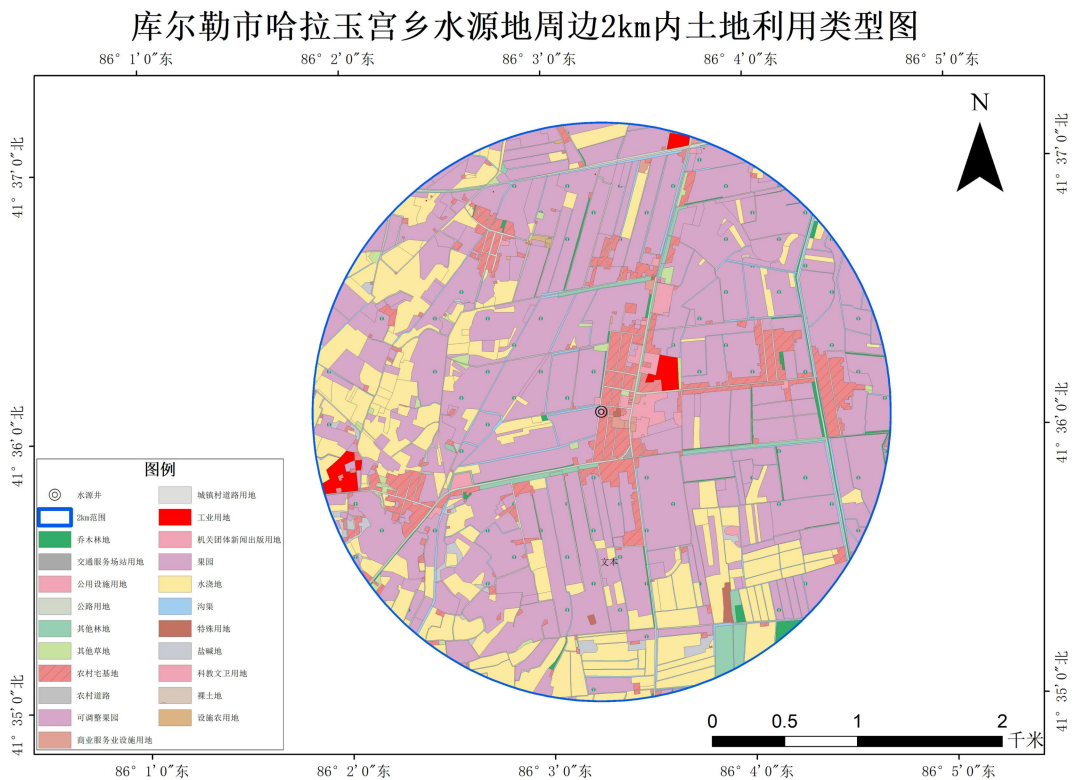 库尔勒市哈拉玉宫乡水源地周边2km内土地利用类型图
86° 1′0″东 86° 2′0″东 86° 3′0″东 86° 4′0″东 86° 5′0″东
N
41° 37′0″北
41° 37′0″北
41° 36′0″北
41° 36′0″北
41° 35′0″北
41° 35′0″北
文本
图例
水源井
2km范围
乔木林地
交通服务场站用地
公用设施用地
公路用地
其他林地
其他草地
农村宅基地
农村道路
可调整果园
商业服务业设施用地
城镇村道路用地
工业用地
机关团体新闻出版用地
果园
水浇地
沟渠
特殊用地
盐碱地
科教文卫用地
裸土地
设施农用地
0 0.5 1 2
千米
86° 1′0″东 86° 2′0″东 86° 3′0″东 86° 4′0″东 86° 5′0″东